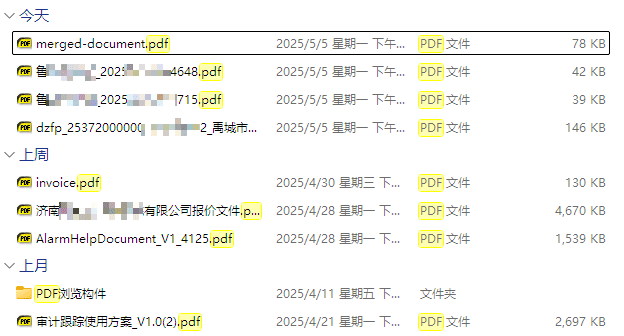 今天
merged-document.pdf 2025/5/5 星期一 下午... PDF 文件 78 KB
鲁 _2025 4648.pdf 2025/5/5 星期一 下午... PDF 文件 42 KB
鲁 _2025 715.pdf 2025/5/5 星期一 下午... PDF 文件 39 KB
dzfp_25372000000 2_禹城市... 2025/5/5 星期一 下午... PDF 文件 146 KB
上周
invoice.pdf 2025/4/30 星期三 下... PDF 文件 130 KB
济南 有限公司报价文件.p... 2025/4/28 星期一 下... PDF 文件 4,670 KB
AlarmHelpDocument_V1_4125.pdf 2025/4/28 星期一 下... PDF 文件 1,539 KB
上月
PDF浏览构件 2025/4/11 星期五 下... 文件夹
审计跟踪使用方案_V1.0(2).pdf 2025/4/21 星期一 下... PDF 文件 2,697 KB